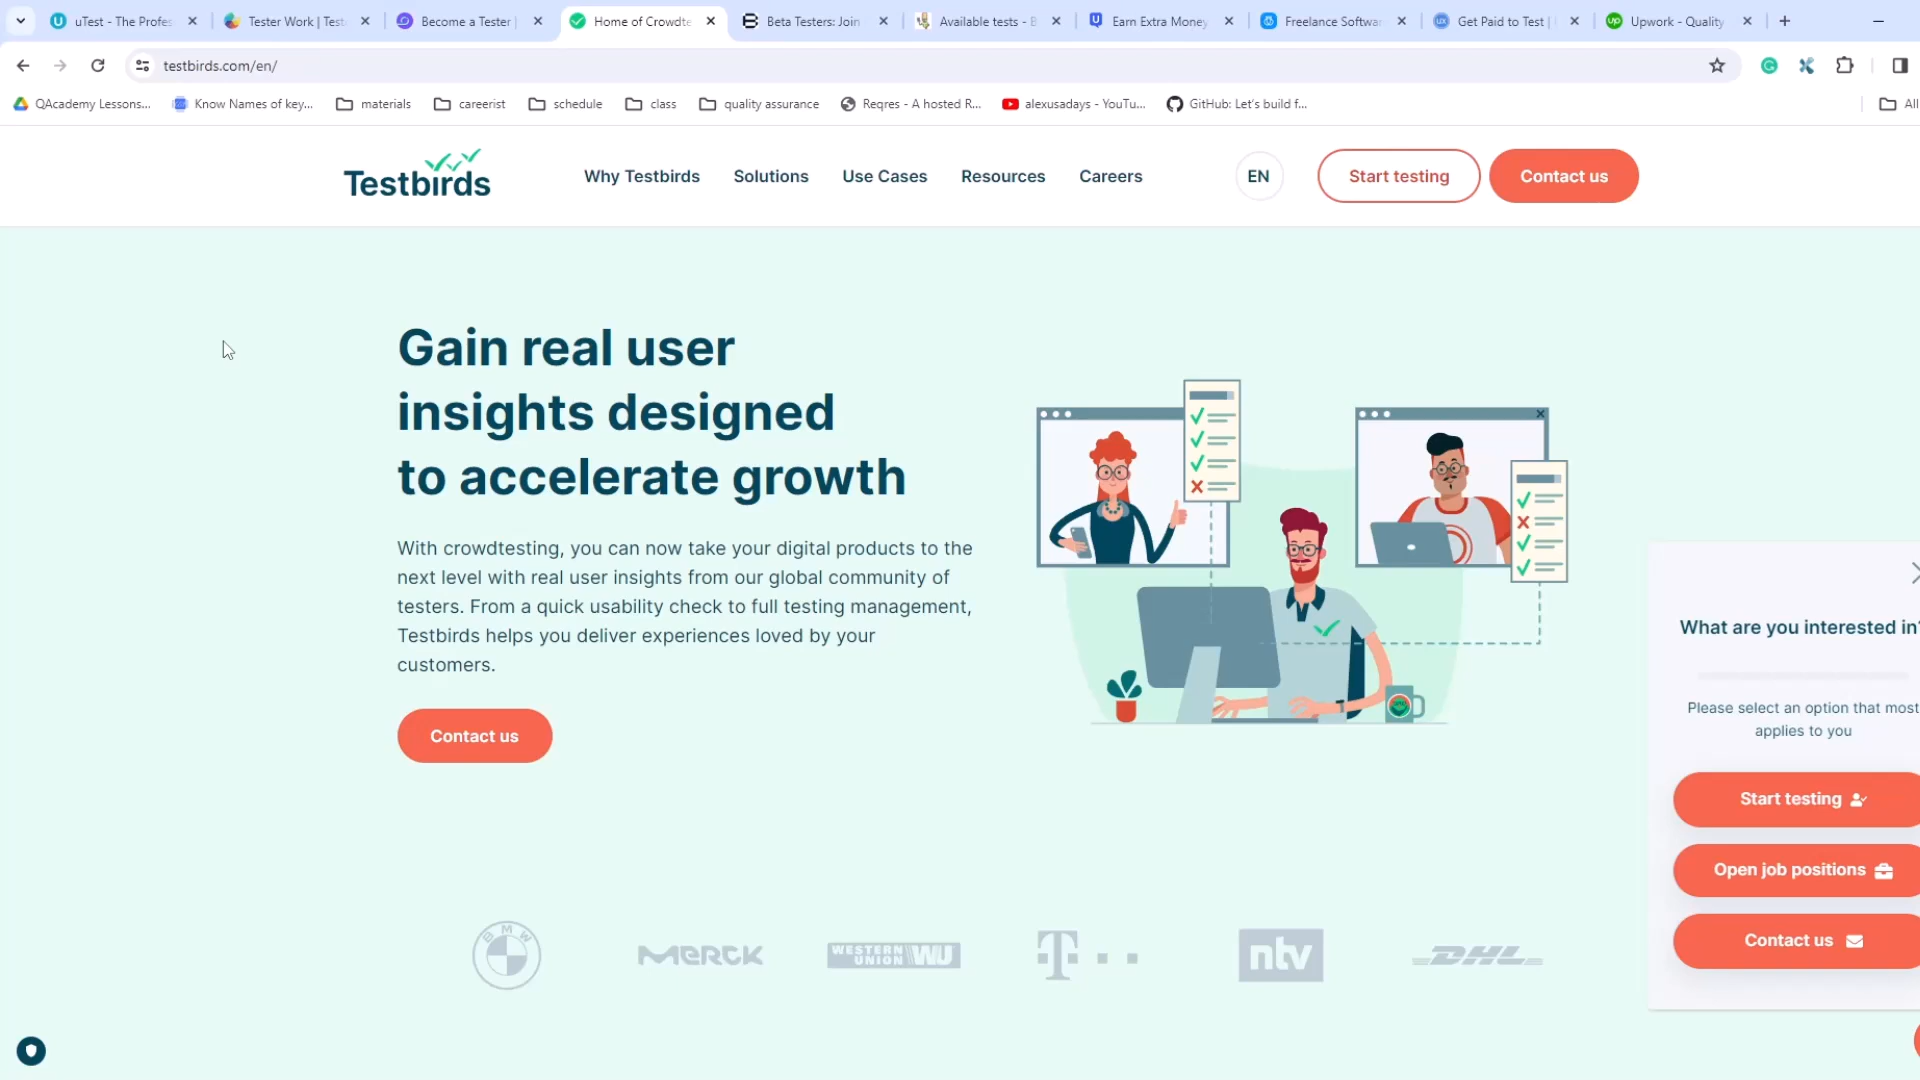 uTest - The Profes
Tester Work | Test
Become a Tester |
Home of Crowdte
Beta Testers: Join
Available tests - B
Earn Extra Money
Freelance Softwar
Get Paid to Test |
Upwork - Quality
testbirds.com/en/
QAcademy Lessons...
Know Names of key...
materials
careerist
schedule
class
quality assurance
Reqres - A hosted R...
alexusadays - YouTu...
GitHub: Let's build f...
All
Testbirds
Why Testbirds
Solutions
Use Cases
Resources
Careers
EN
Start testing
Contact us
Gain real user
insights designed
to accelerate growth
With crowdtesting, you can now take your digital products to the
next level with real user insights from our global community of
testers. From a quick usability check to full testing management,
Testbirds helps you deliver experiences loved by your
customers.
Contact us
What are you interested in?
Please select an option that most
applies to you
Start testing
Open job positions
Contact us
BMW
MERCK
WESTERN
UNION
WU
T
ntv
DHL